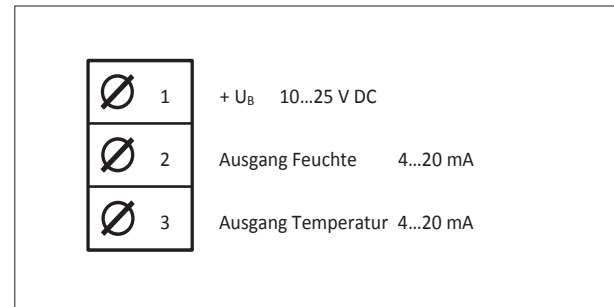 1 + UB 10...25 V DC
2 Ausgang Feuchte 4...20 mA
3 Ausgang Temperatur 4...20 mA